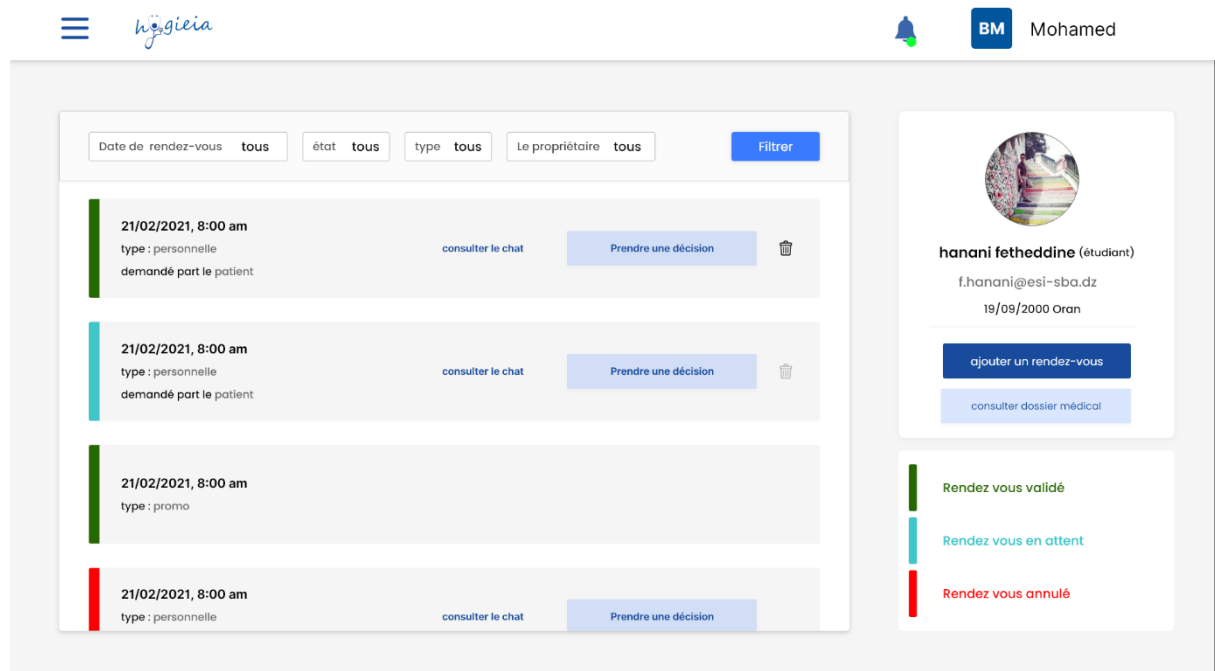 hygieia
BM Mohamed
Date de rendez-vous tous état tous type tous Le propriétaire tous Filtrer
21/02/2021, 8:00 am
type : personnelle
demandé part le patient
consulter le chat Prendre une décision
21/02/2021, 8:00 am
type : personnelle
demandé part le patient
consulter le chat Prendre une décision
21/02/2021, 8:00 am
type : promo
21/02/2021, 8:00 am
type : personnelle
consulter le chat Prendre une décision
hanani fetheddine (étudiant)
f.hanani@esi-sba.dz
19/09/2000 Oran
ajouter un rendez-vous
consulter dossier médical
Rendez vous validé
Rendez vous en attent
Rendez vous annulé